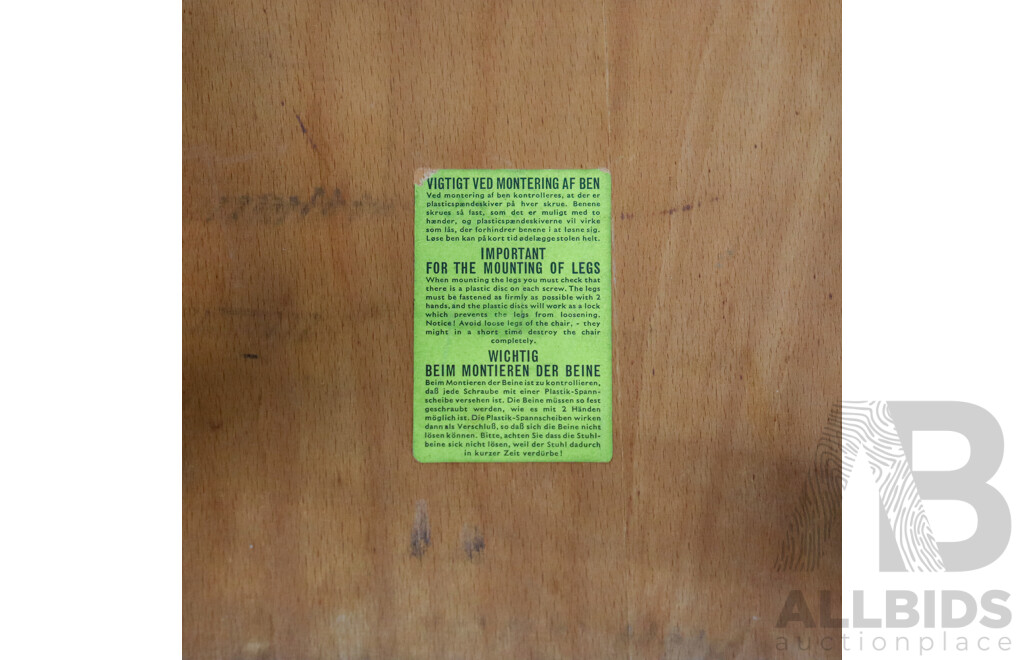 VIGTIGT VED MONTERING AF BEN
Ved montering af ben kontrolleres, at der er
plasticspændeskiver på hver skrue. Benene
skrues så fast, som det er muligt med to
hænder, og plasticspændeskiverne vil virke
som lås, der forhindrer benene i at løsne sig.
Løse ben kan på kort tid ødelægge stolen helt.
IMPORTANT
FOR THE MOUNTING OF LEGS
When mounting the legs you must check that
there is a plastic disc on each screw. The legs
must be fastened as firmly as possible with 2
hands, and the plastic discs will work as a lock
which prevents the legs from loosening.
Notice! Avoid loose legs of the chair, - they
might in a short time destroy the chair
completely.
WICHTIG
BEIM MONTIEREN DER BEINE
Beim Montieren der Beine ist zu kontrollieren,
daß jede Schraube mit einer Plastik-Spann-
scheibe versehen ist. Die Beine müssen so fest
geschraubt werden, wie es mit 2 Händen
möglich ist. Die Plastik-Spannscheiben wirken
dann als Verschluß, so daß sich die Beine nicht
lösen können. Bitte, achten Sie dass die Stuhl-
beine sick nicht lösen, weil der Stuhl dadurch
in kurzer Zeit verdürbe!
AB
ALLBIDS
auctionplace